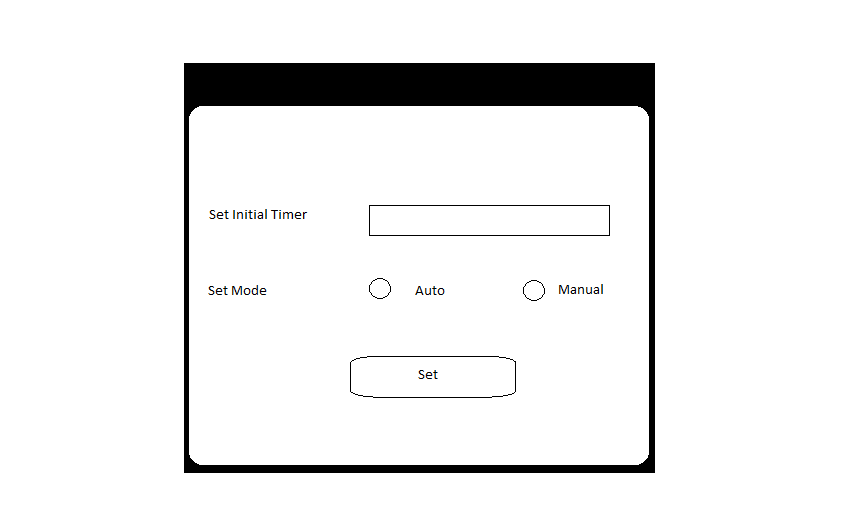 Set Initial Timer
Set Mode Auto Manual
Set